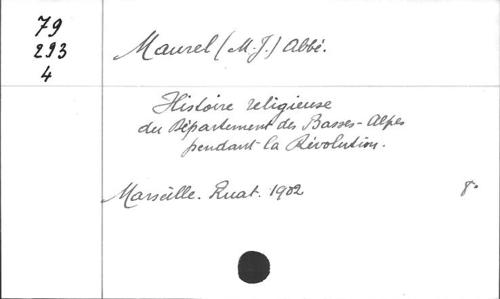 79
293
4
Maurel (M.-J.) Abbé.
Histoire religieuse
du Département des Basses-Alpes
pendant la Révolution.
Marseille. Ruat. 1902
8°